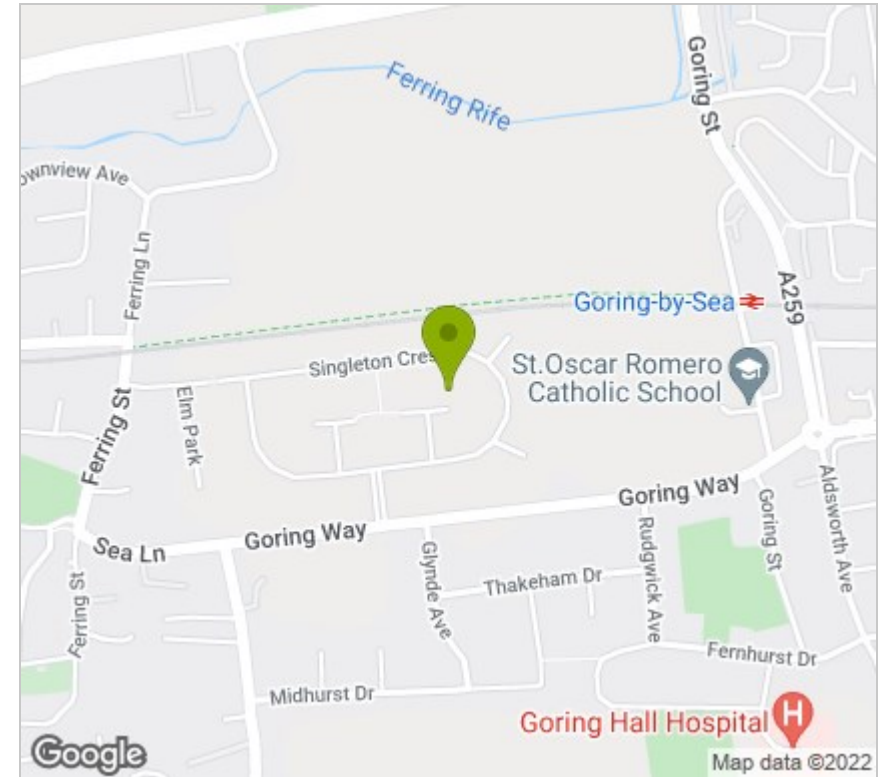 Goring St
Ferring Rife
ownview Ave
Ferring Ln
Goring-by-Sea
A259
Singleton Cres
St.Oscar Romero
Catholic School
Elm Park
Ferring St
Goring Way
Goring Way
Sea Ln
Goring St
Aldsworth Ave
Rudgwick Ave
Glynde Ave
Thakeham Dr
Ferring St
Fernhurst Dr
Midhurst Dr
Goring Hall Hospital
H
Google
Map data ©2022